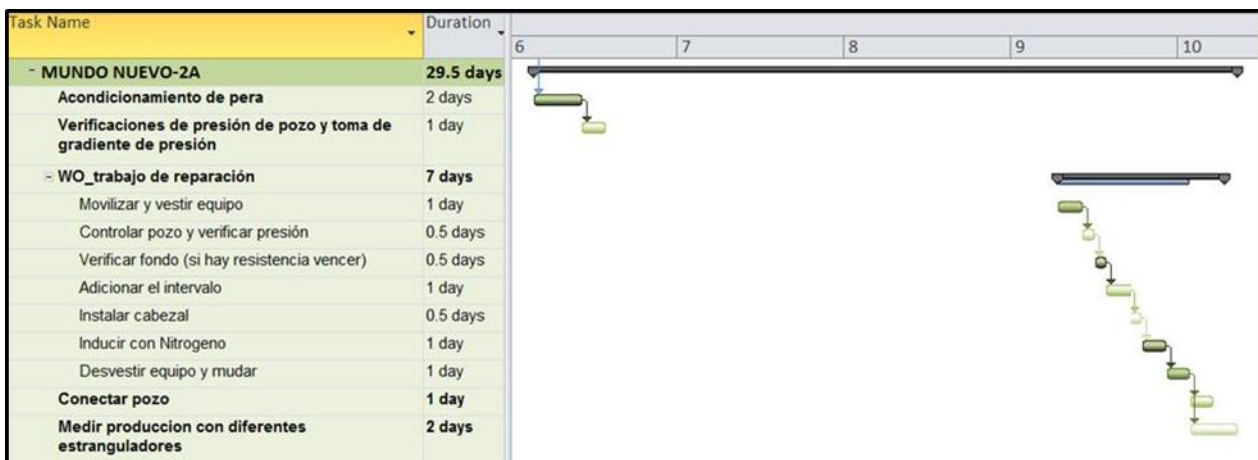 Task Name Duration
6 7 8 9 10
- MUNDO NUEVO-2A 29.5 days
Acondicionamiento de pera 2 days
Verificaciones de presión de pozo y toma de 1 day
gradiente de presión
- WO_trabajo de reparación 7 days
Movilizar y vestir equipo 1 day
Controlar pozo y verificar presión 0.5 days
Verificar fondo (si hay resistencia vencer) 0.5 days
Adicionar el intervalo 1 day
Instalar cabezal 0.5 days
Inducir con Nitrogeno 1 day
Desvestir equipo y mudar 1 day
Conectar pozo 1 day
Medir produccion con diferentes 2 days
estranguladores